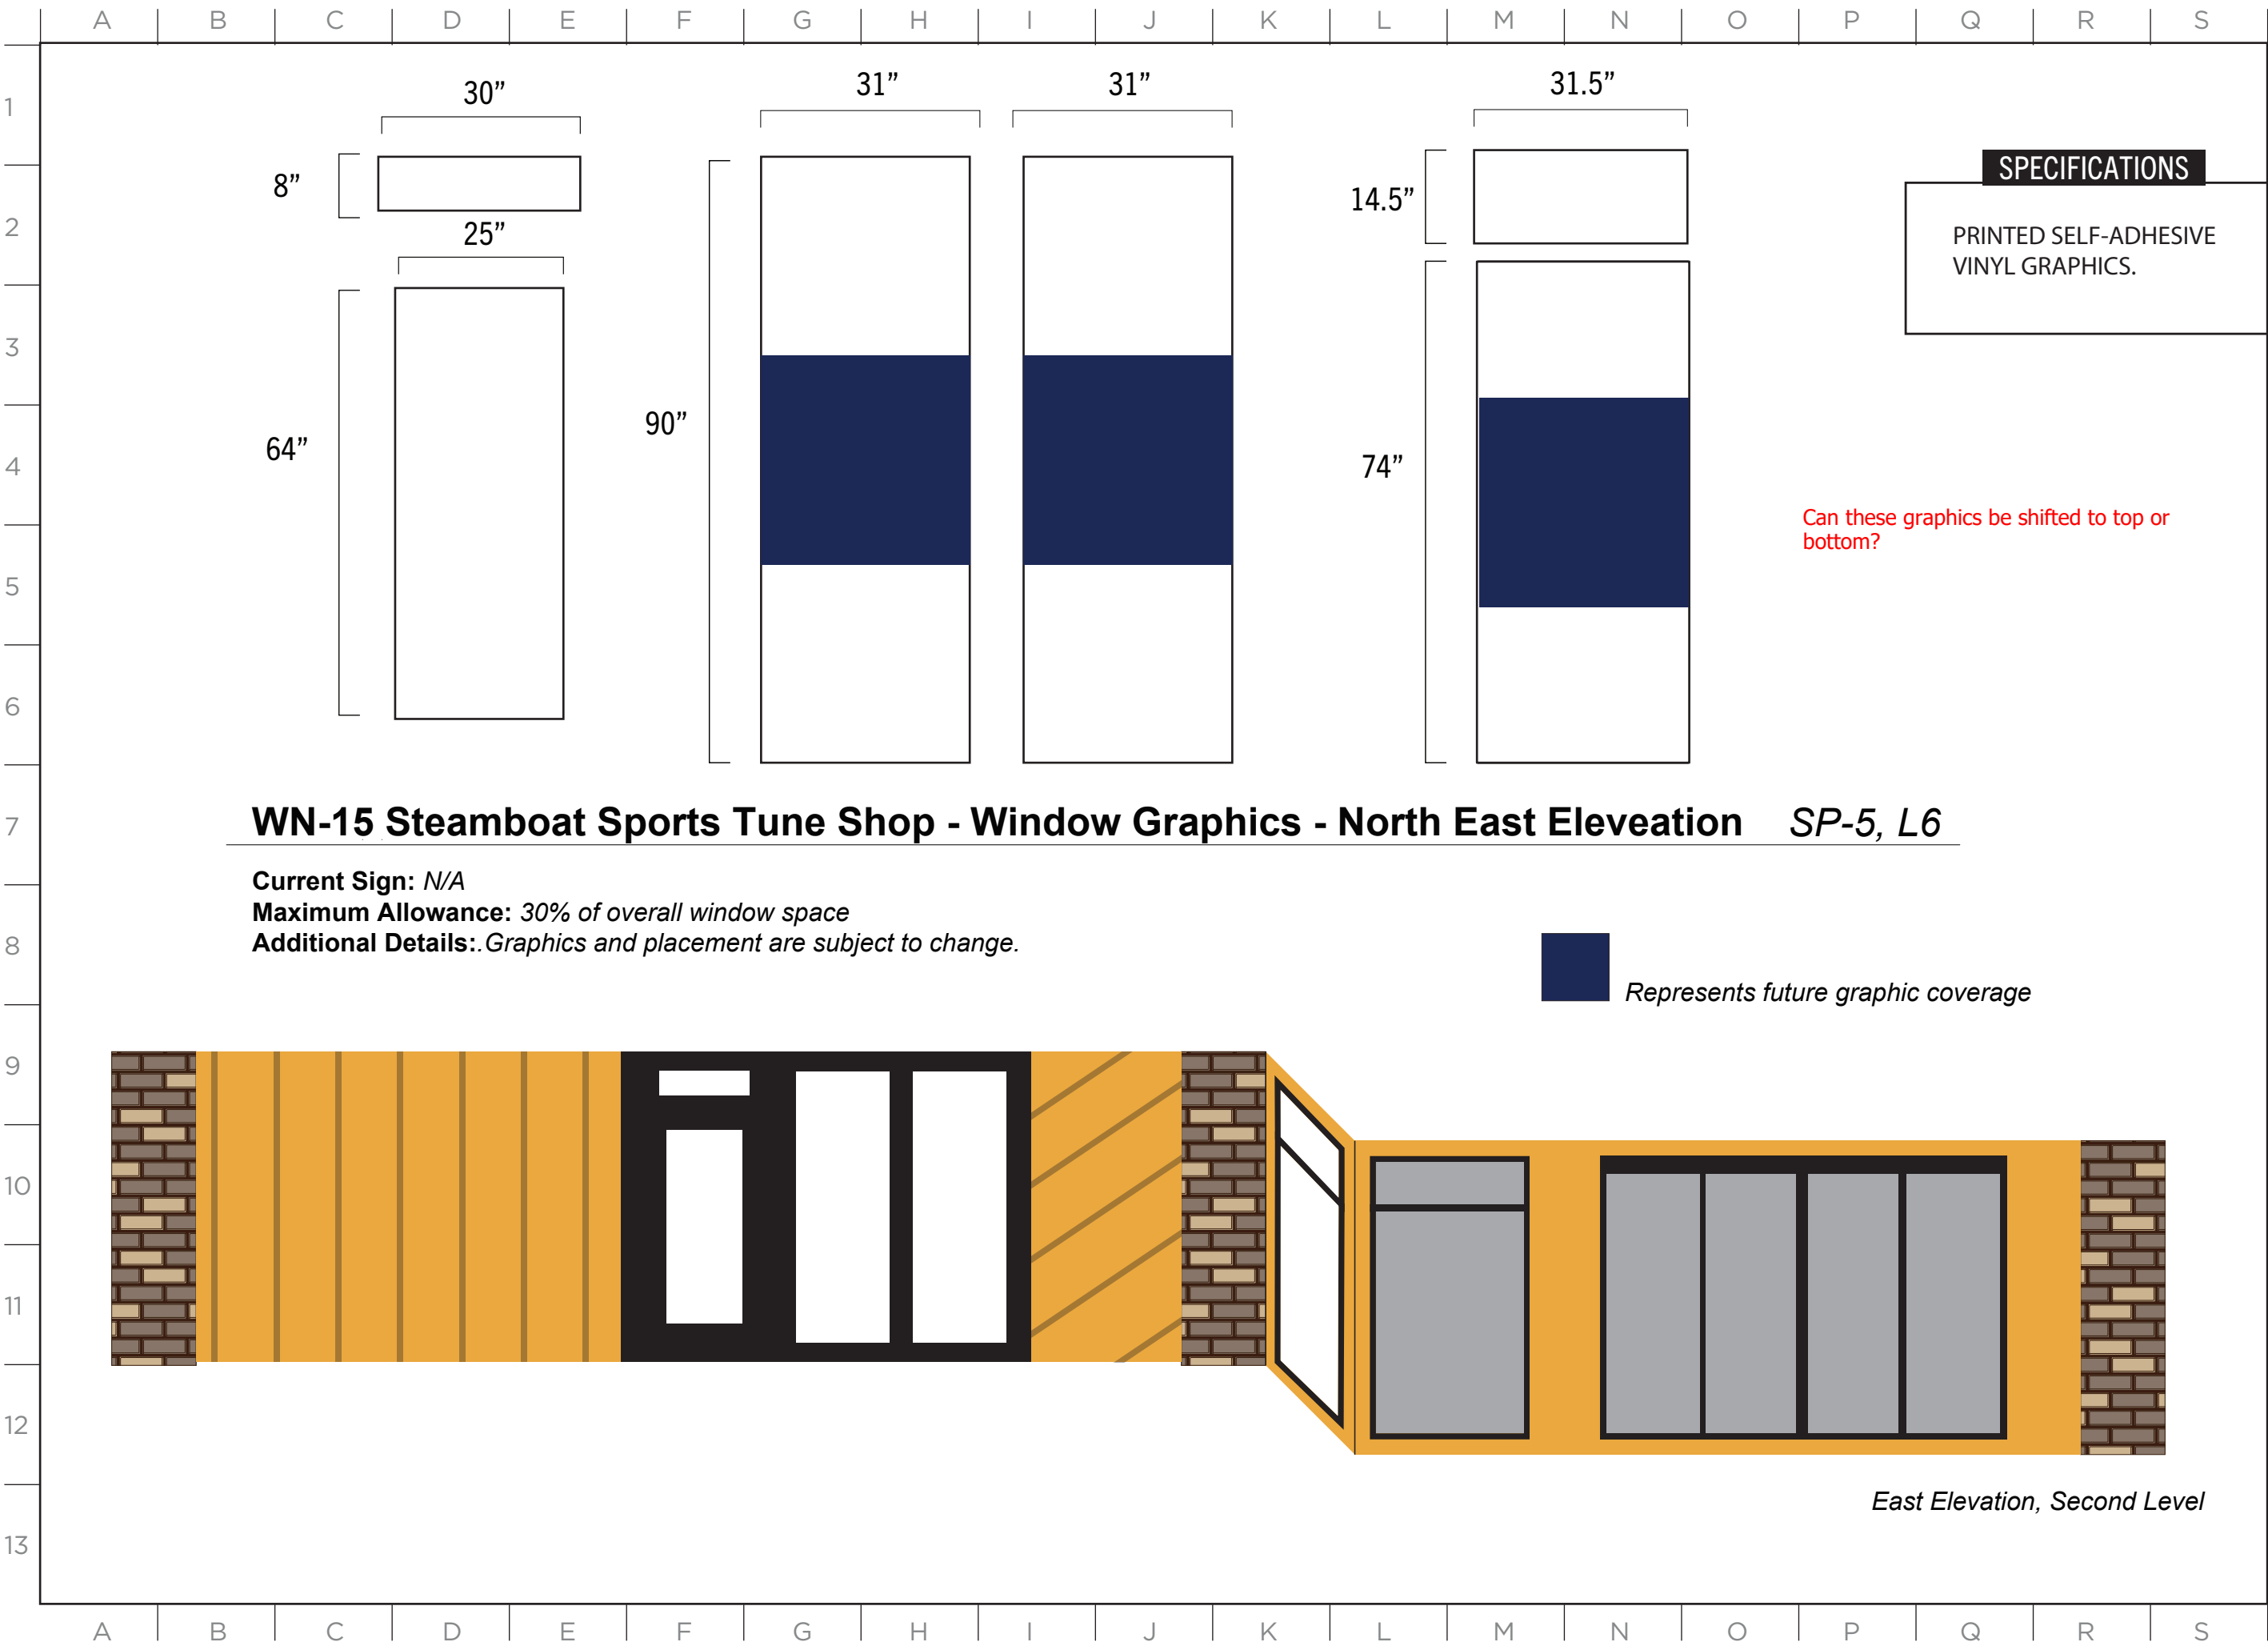 A B C D E F G H I J K L M N O P Q R S
1
2
3
4
5
6
7
8
9
10
11
12
13
30”
8”
25”
64”
31”
31”
90”
31.5”
14.5”
74”
SPECIFICATIONS
PRINTED SELF-ADHESIVE
VINYL GRAPHICS.
Can these graphics be shifted to top or
bottom?
WN-15 Steamboat Sports Tune Shop - Window Graphics - North East Eleveation SP-5, L6
Current Sign: N/A
Maximum Allowance: 30% of overall window space
Additional Details:.Graphics and placement are subject to change.
Represents future graphic coverage
East Elevation, Second Level
A B C D E F G H I J K L M N O P Q R S